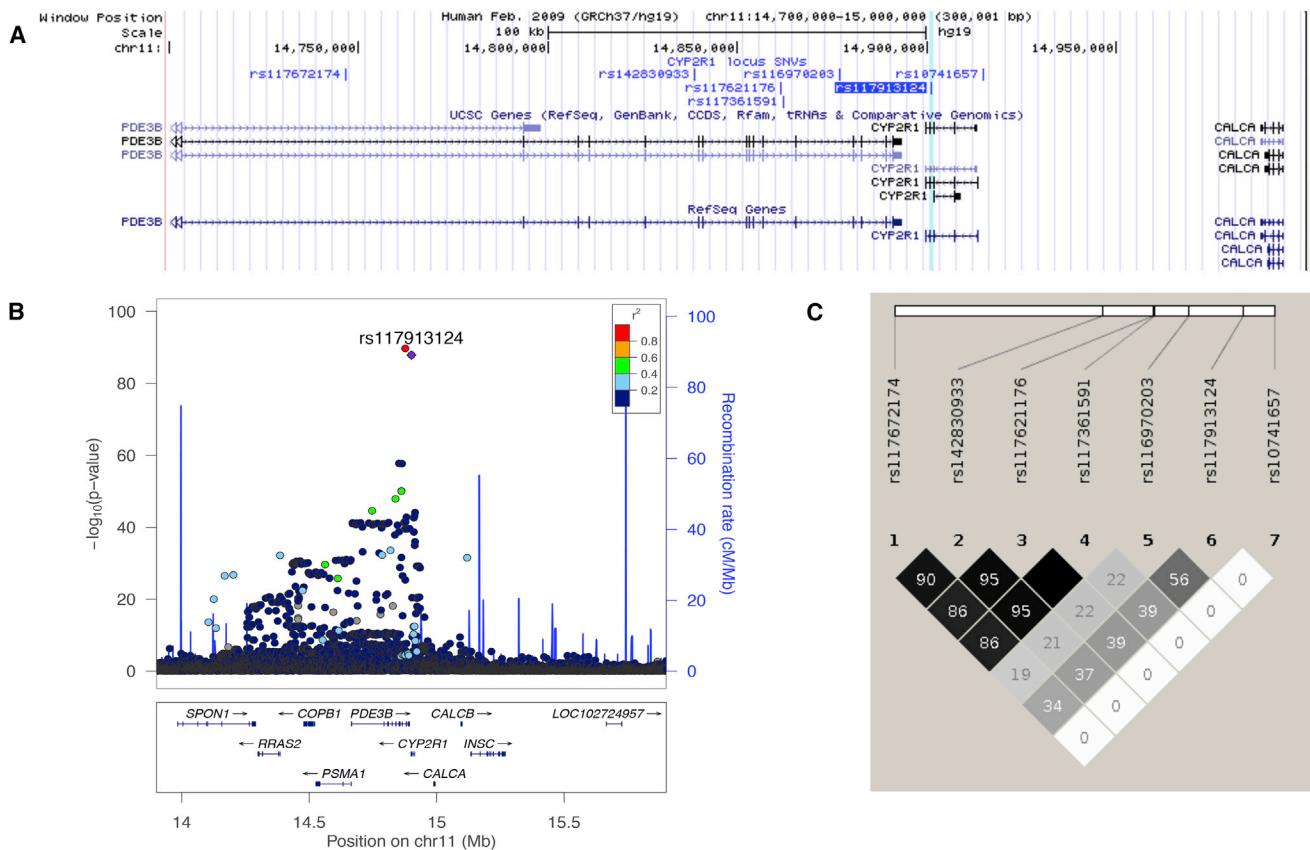 A
Window Position
Human Feb. 2009 (GRCh37/hg19) chr11:14,700,000-15,000,000 (300,001 bp)
Scale
100 kb
hg19
chr11:
14,750,000
14,800,000
14,850,000
14,900,000
14,950,000
CYP2R1 locus SNVs
rs117672174
rs142830933
rs116970203
rs10741657
rs117621176
rs117913124
rs117361591
UCSC Genes (RefSeq, GenBank, CCDS, Rfam, tRNAs & Comparative Genomics)
PDE3B
CYP2R1
CALCA
PDE3B
CALCA
PDE3B
CALCA
CYP2R1
CALCA
CYP2R1
CYP2R1
RefSeq Genes
PDE3B
CALCA
CYP2R1
CALCA
CALCA
CALCA
B
rs117913124
r²
0.8
0.6
0.4
0.2
100
80
60
40
20
0
−log10(p−value)
100
80
60
40
20
0
Recombination rate (cM/Mb)
SPON1
COPB1
PDE3B
CALCB
LOC102724957
RRAS2
CYP2R1
INSC
PSMA1
CALCA
14
14.5
15
15.5
Position on chr11 (Mb)
C
rs117672174
rs142830933
rs117621176
rs117361591
rs116970203
rs117913124
rs10741657
1 2 3 4 5 6 7
90 95 22 56 0
86 95 22 39 0
86 21 39 0
19 37 0
34 0
0